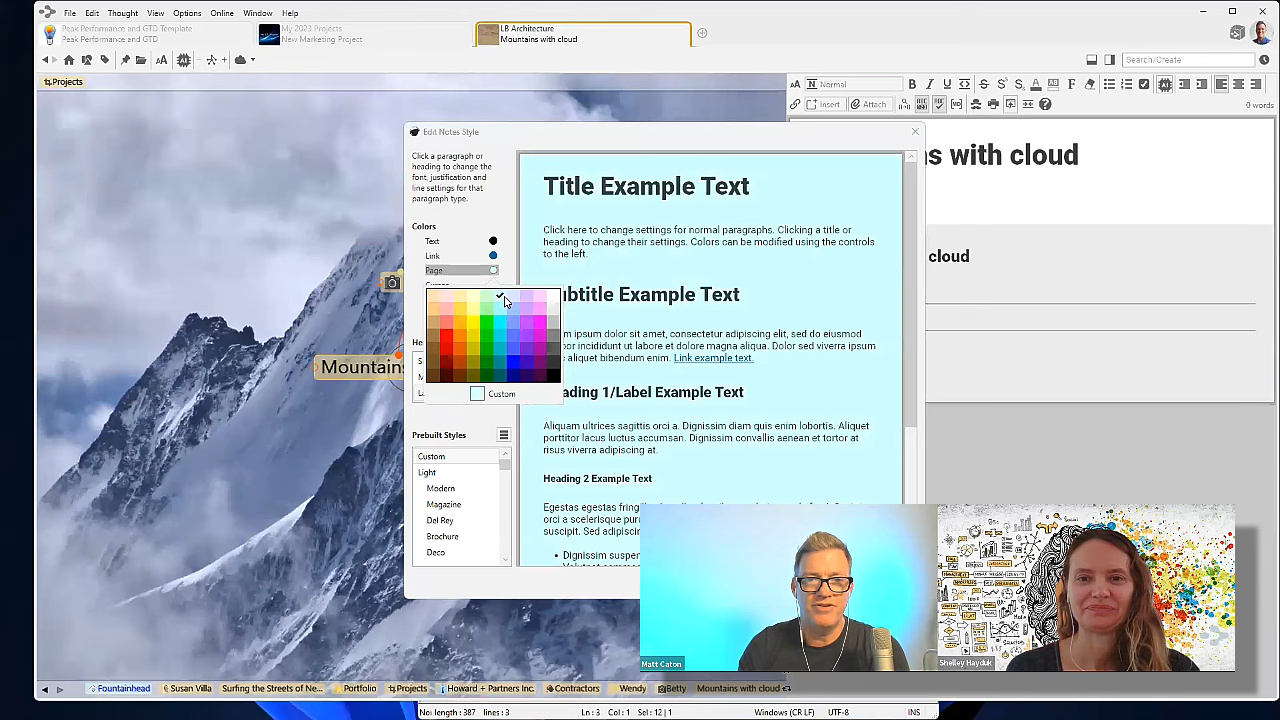 File Edit Thought View Options Online Window Help
Peak Performance and GTD Template
Peak Performance and GTD
My 2023 Projects
New Marketing Project
LB Architecture
Mountains with cloud
Search/Create
Projects
Normal
Insert
Attach
0 words
ns with cloud
cloud
Mountains
Edit Notes Style
Click a paragraph or
heading to change the
font, justification and
line settings for that
paragraph type.
Colors
Text
Link
Page
Custom
Prebuilt Styles
Custom
Light
Modern
Magazine
Del Rey
Brochure
Deco
Title Example Text
Click here to change settings for normal paragraphs. Clicking a title or
heading to change their settings. Colors can be modified using the controls
to the left.
ubtitle Example Text
m ipsum dolor sit amet, consectetur adipiscing elit, sed do eiusmod
or incididunt ut labore et dolore magna aliqua. Dolor sed viverra ipsum
aliquet bibendum enim. Link example text.
ading 1/Label Example Text
Aliquam ultrices sagittis orci a. Dignissim diam quis enim lobortis. Aliquet
porttitor lacus luctus accumsan. Dignissim convallis aenean et tortor at
risus viverra adipiscing at.
Heading 2 Example Text
Egestas egestas fring
orci a scelerisque pur
suscipit. Sed adipisci
• Dignissim suspen
Matt Caton
Shelley Hayduk
Fountainhead Susan Villa Surfing the Streets of Ne... Portfolio Projects Howard + Partners Inc. Contractors Wendy Betty Mountains with cloud
length : 387 lines : 3 Ln : 3 Col : 1 Sel : 12 | 1 Windows (CR LF) UTF-8 INS